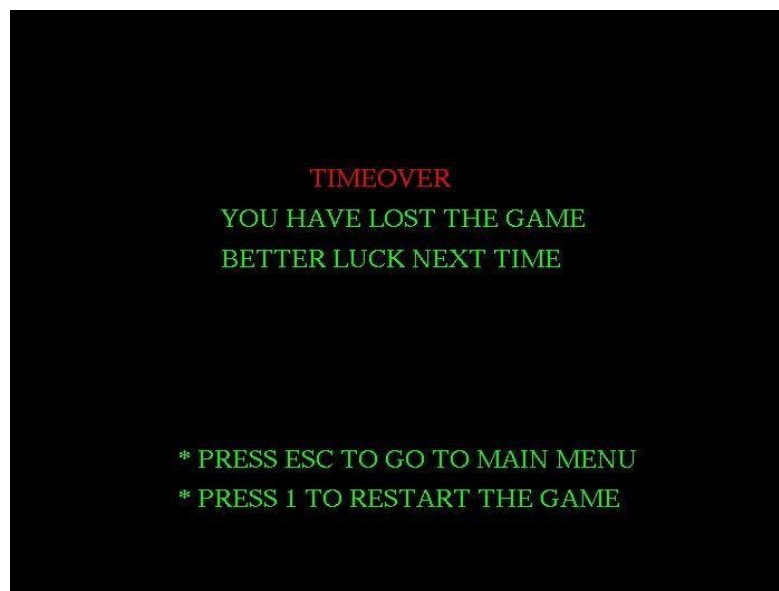 TIMEOVER
YOU HAVE LOST THE GAME
BETTER LUCK NEXT TIME
* PRESS ESC TO GO TO MAIN MENU
* PRESS 1 TO RESTART THE GAME